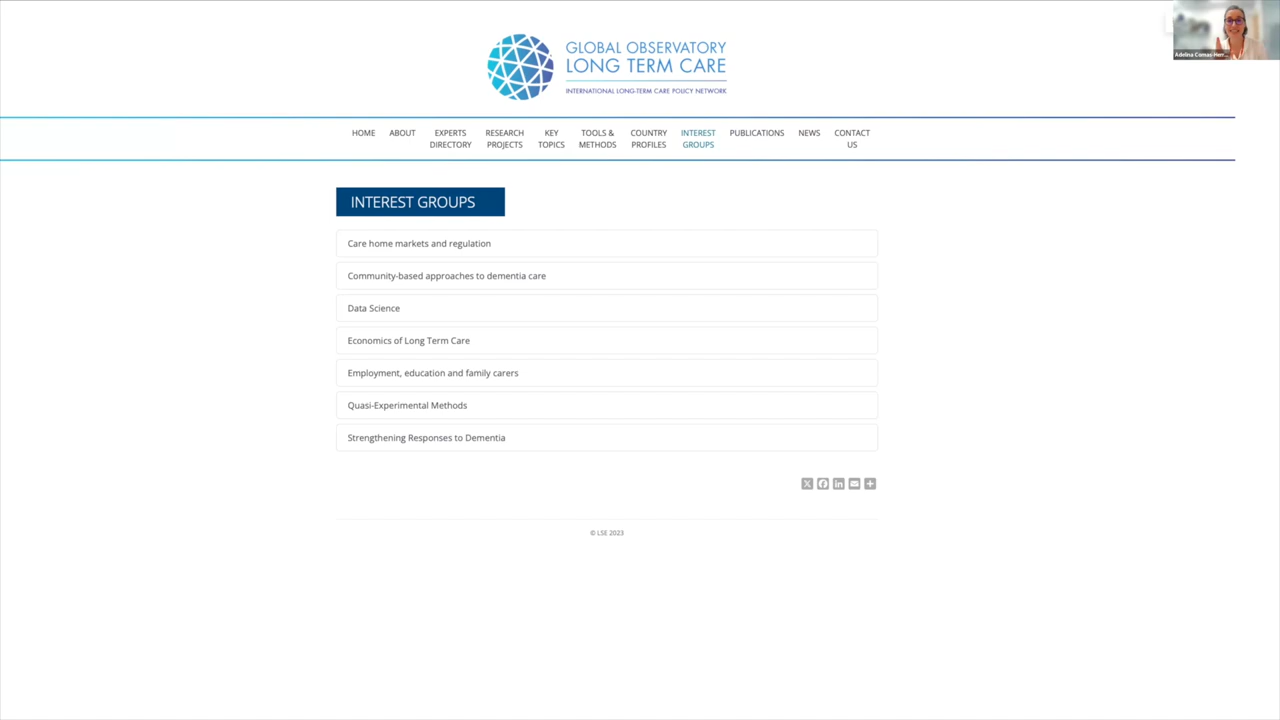 GLOBAL OBSERVATORY
LONG TERM CARE
INTERNATIONAL LONG-TERM CARE POLICY NETWORK
Adelina Comas-Herr...
HOME
ABOUT
EXPERTS
DIRECTORY
RESEARCH
PROJECTS
KEY
TOPICS
TOOLS &
METHODS
COUNTRY
PROFILES
INTEREST
GROUPS
PUBLICATIONS
NEWS
CONTACT
US
INTEREST GROUPS
Care home markets and regulation
Community-based approaches to dementia care
Data Science
Economics of Long Term Care
Employment, education and family carers
Quasi-Experimental Methods
Strengthening Responses to Dementia
© LSE 2023